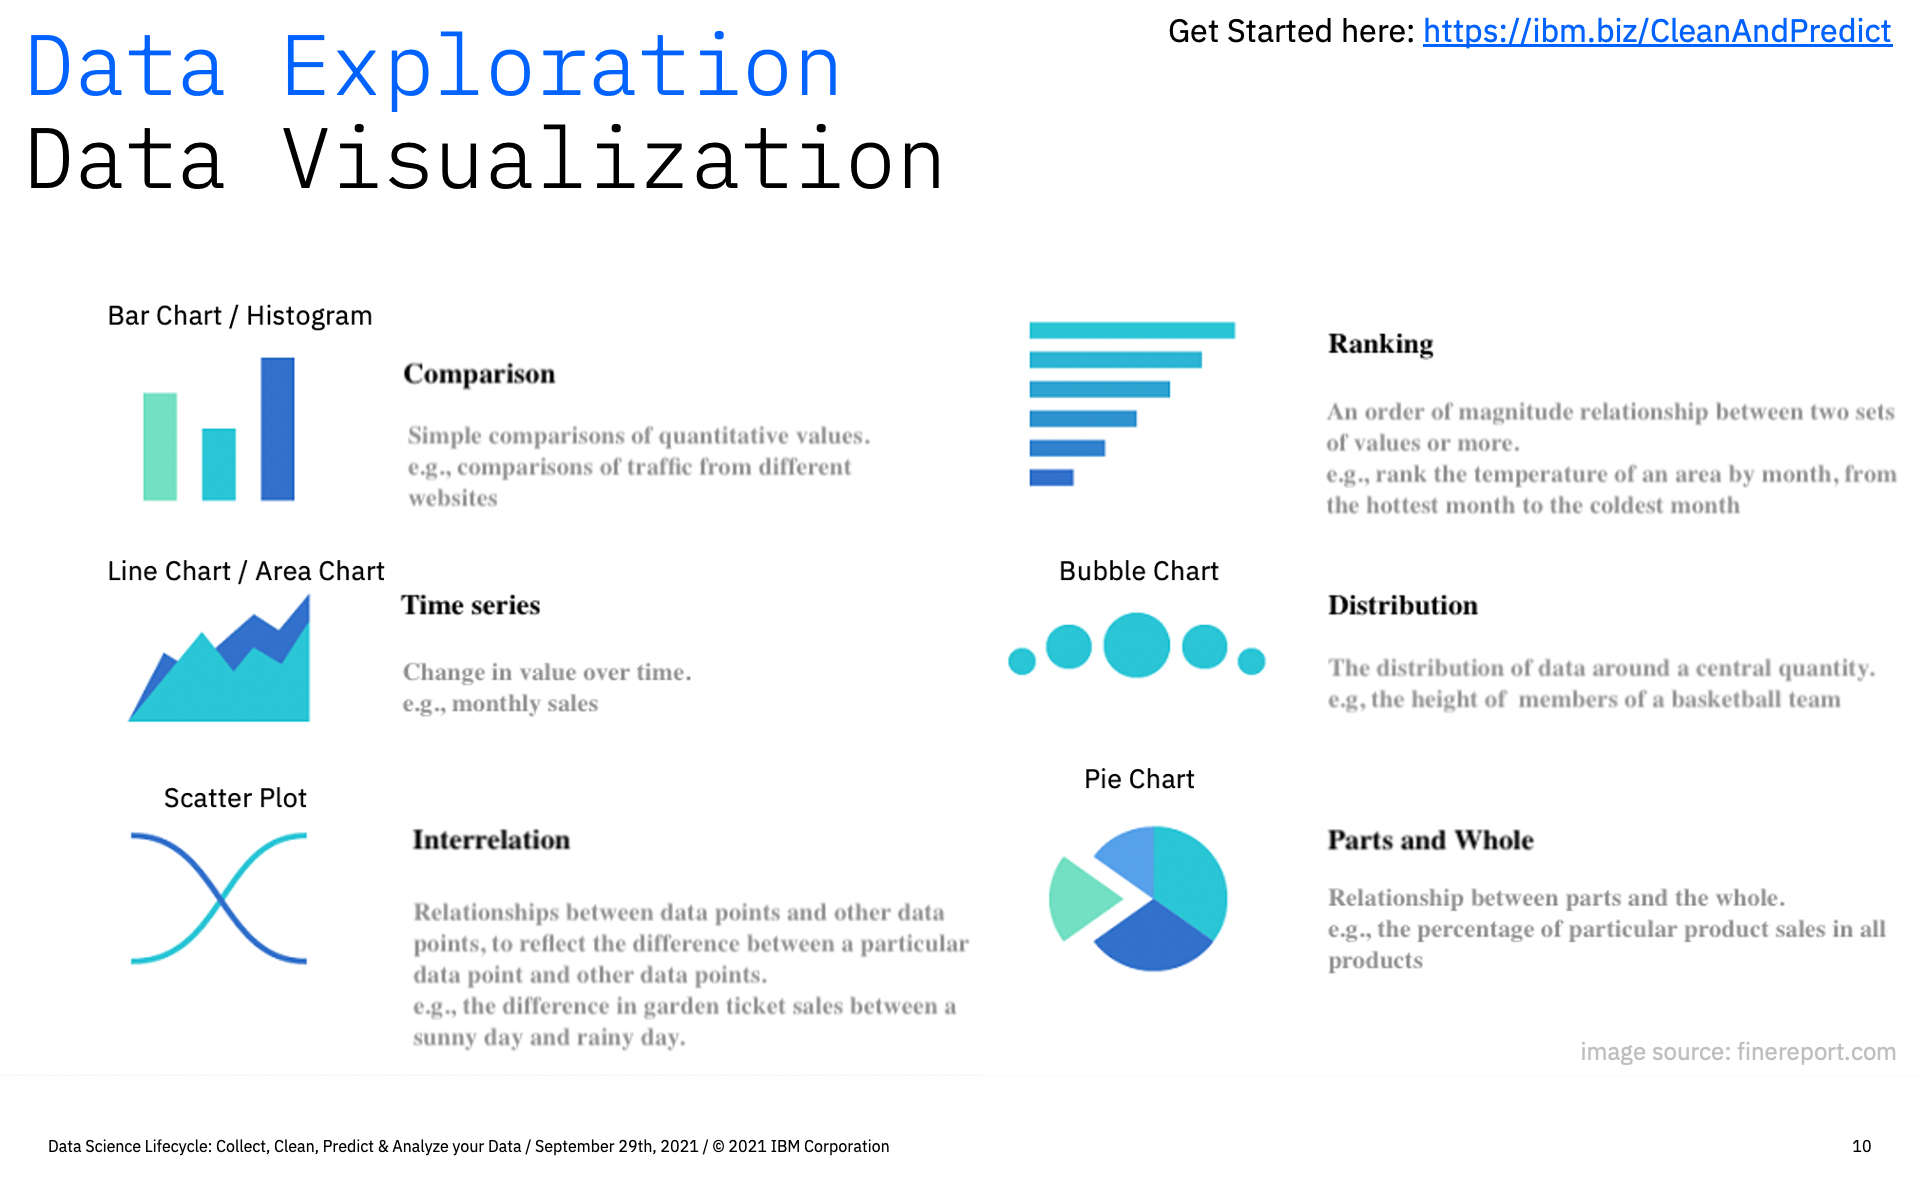 Data Exploration
Data Visualization
Get Started here: https://ibm.biz/CleanAndPredict
Bar Chart / Histogram
Comparison
Simple comparisons of quantitative values.
e.g., comparisons of traffic from different
websites
Ranking
An order of magnitude relationship between two sets
of values or more.
e.g., rank the temperature of an area by month, from
the hottest month to the coldest month
Line Chart / Area Chart
Time series
Change in value over time.
e.g., monthly sales
Bubble Chart
Distribution
The distribution of data around a central quantity.
e.g, the height of members of a basketball team
Scatter Plot
Interrelation
Relationships between data points and other data
points, to reflect the difference between a particular
data point and other data points.
e.g., the difference in garden ticket sales between a
sunny day and rainy day.
Pie Chart
Parts and Whole
Relationship between parts and the whole.
e.g., the percentage of particular product sales in all
products
image source: finereport.com
Data Science Lifecycle: Collect, Clean, Predict & Analyze your Data / September 29th, 2021 / © 2021 IBM Corporation
10